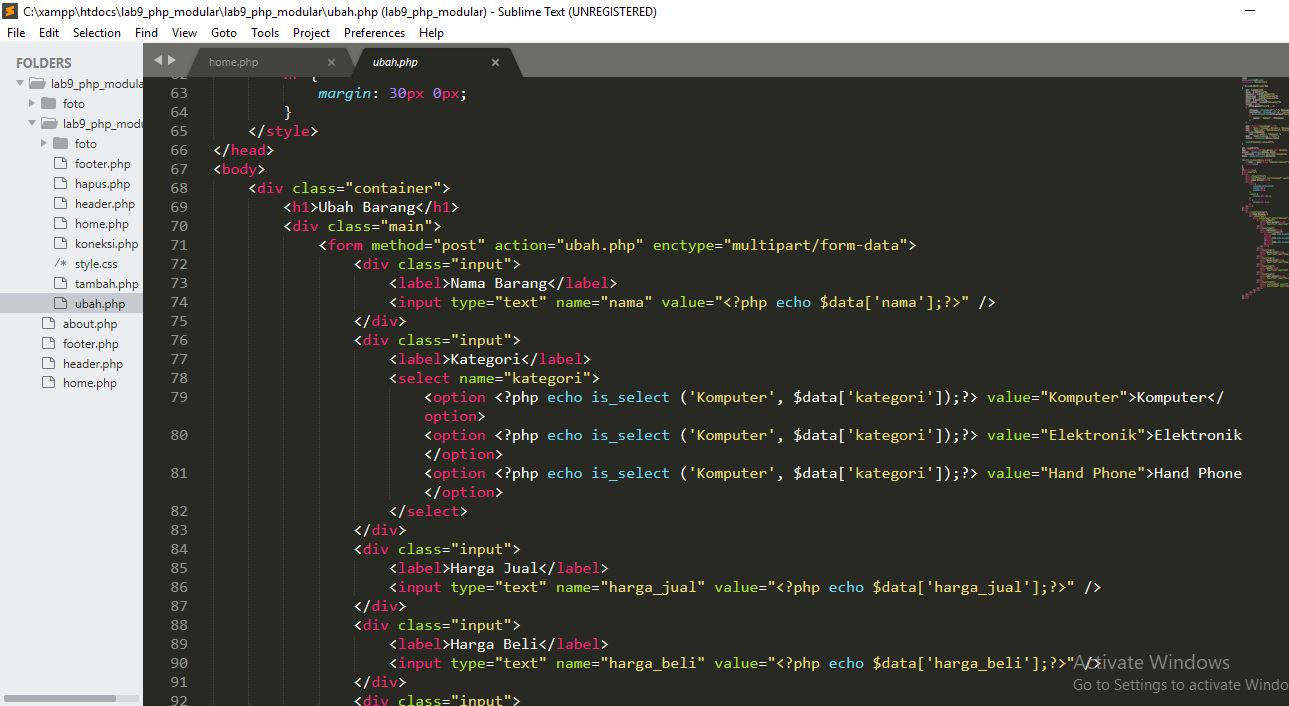 C:\xampp\htdocs\lab9_php_modular\lab9_php_modular\ubah.php (lab9_php_modular) - Sublime Text (UNREGISTERED)
File Edit Selection Find View Goto Tools Project Preferences Help
FOLDERS
lab9_php_modula
foto
lab9_php_modu
foto
footer.php
hapus.php
header.php
home.php
koneksi.php
/* style.css
tambah.php
ubah.php
about.php
footer.php
header.php
home.php
home.php
ubah.php
63 margin: 30px 0px;
64 }
65 </style>
66 </head>
67 <body>
68 <div class="container">
69 <h1>Ubah Barang</h1>
70 <div class="main">
71 <form method="post" action="ubah.php" enctype="multipart/form-data">
72 <div class="input">
73 <label>Nama Barang</label>
74 <input type="text" name="nama" value="<?php echo $data['nama'];?>" />
75 </div>
76 <div class="input">
77 <label>Kategori</label>
78 <select name="kategori">
79 <option <?php echo is_select ('Komputer', $data['kategori']);?> value="Komputer">Komputer</
option>
80 <option <?php echo is_select ('Komputer', $data['kategori']);?> value="Elektronik">Elektronik
</option>
81 <option <?php echo is_select ('Komputer', $data['kategori']);?> value="Hand Phone">Hand Phone
</option>
82 </select>
83 </div>
84 <div class="input">
85 <label>Harga Jual</label>
86 <input type="text" name="harga_jual" value="<?php echo $data['harga_jual'];?>" />
87 </div>
88 <div class="input">
89 <label>Harga Beli</label>
90 <input type="text" name="harga_beli" value="<?php echo $data['harga_beli'];?>" />
91 </div>
92 <div class="input">
Activate Windows
Go to Settings to activate Windo